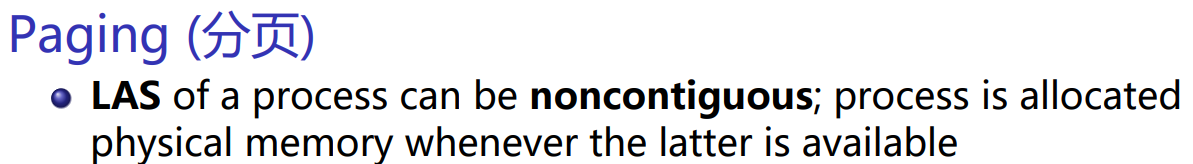 Paging (分页)
LAS of a process can be noncontiguous; process is allocated
physical memory whenever the latter is available